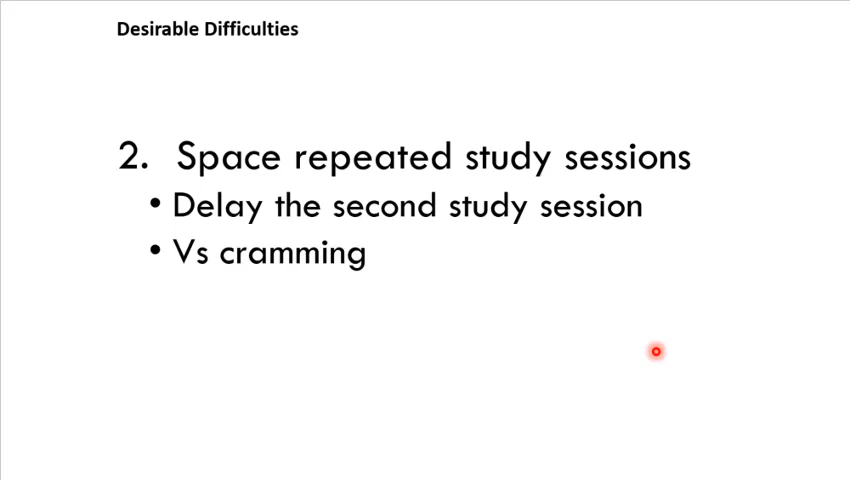 Desirable Difficulties
2. Space repeated study sessions
• Delay the second study session
• Vs cramming